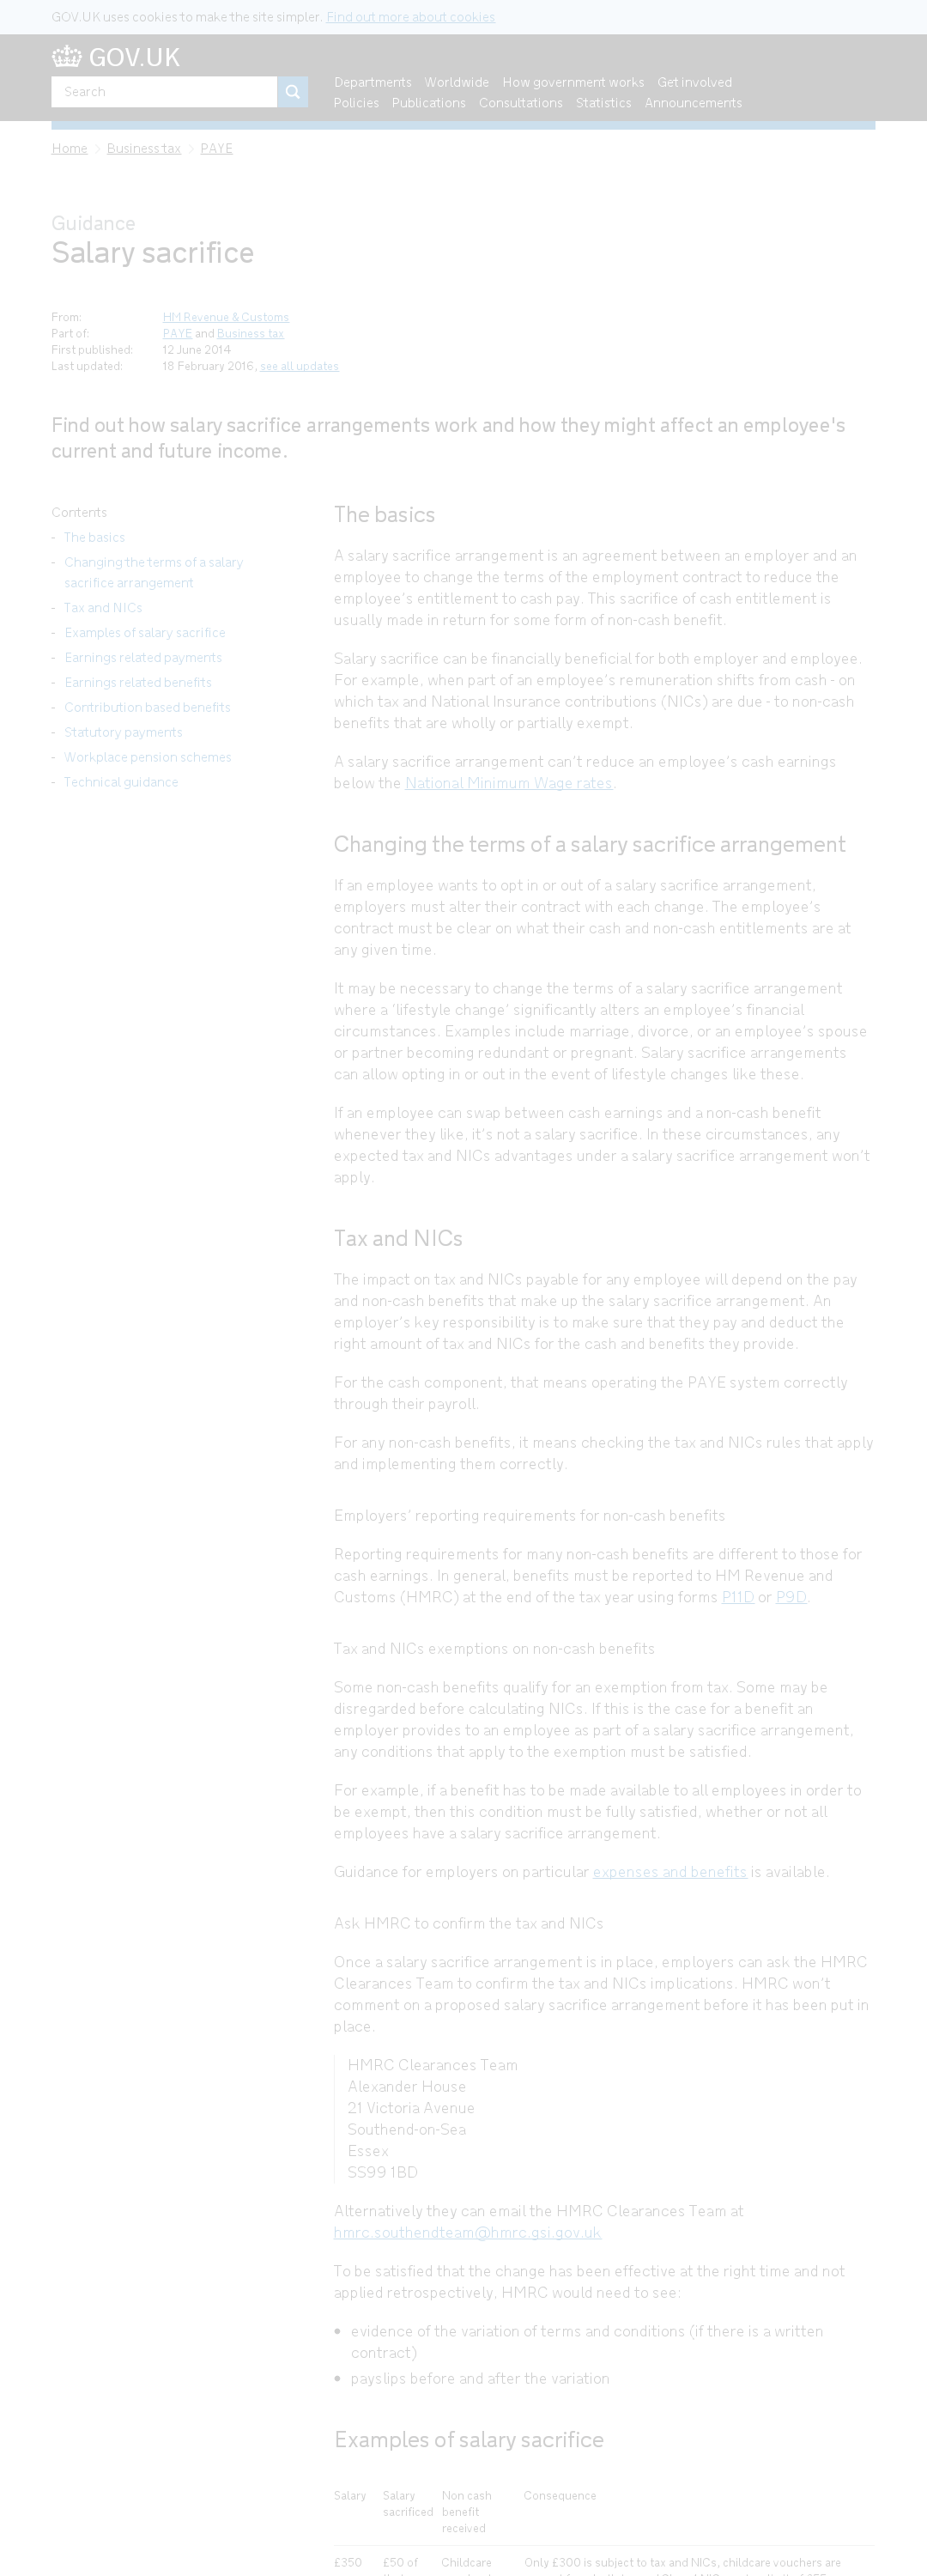 GOV.UK uses cookies to make the site simpler. Find out more about cookies
GOV.UK
Search
Departments Worldwide How government works Get involved
Policies Publications Consultations Statistics Announcements
Home Business tax PAYE
Guidance
Salary sacrifice
From: HM Revenue & Customs
Part of: PAYE and Business tax
First published: 12 June 2014
Last updated: 18 February 2016, see all updates
Find out how salary sacrifice arrangements work and how they might affect an employee's
current and future income.
Contents
- The basics
- Changing the terms of a salary
sacrifice arrangement
- Tax and NICs
- Examples of salary sacrifice
- Earnings related payments
- Earnings related benefits
- Contribution based benefits
- Statutory payments
- Workplace pension schemes
- Technical guidance
The basics
A salary sacrifice arrangement is an agreement between an employer and an
employee to change the terms of the employment contract to reduce the
employee's entitlement to cash pay. This sacrifice of cash entitlement is
usually made in return for some form of non-cash benefit.
Salary sacrifice can be financially beneficial for both employer and employee.
For example, when part of an employee's remuneration shifts from cash - on
which tax and National Insurance contributions (NICs) are due - to non-cash
benefits that are wholly or partially exempt.
A salary sacrifice arrangement can't reduce an employee's cash earnings
below the National Minimum Wage rates.
Changing the terms of a salary sacrifice arrangement
If an employee wants to opt in or out of a salary sacrifice arrangement,
employers must alter their contract with each change. The employee's
contract must be clear on what their cash and non-cash entitlements are at
any given time.
It may be necessary to change the terms of a salary sacrifice arrangement
where a 'lifestyle change' significantly alters an employee's financial
circumstances. Examples include marriage, divorce, or an employee's spouse
or partner becoming redundant or pregnant. Salary sacrifice arrangements
can allow opting in or out in the event of lifestyle changes like these.
If an employee can swap between cash earnings and a non-cash benefit
whenever they like, it's not a salary sacrifice. In these circumstances, any
expected tax and NICs advantages under a salary sacrifice arrangement won't
apply.
Tax and NICs
The impact on tax and NICs payable for any employee will depend on the pay
and non-cash benefits that make up the salary sacrifice arrangement. An
employer's key responsibility is to make sure that they pay and deduct the
right amount of tax and NICs for the cash and benefits they provide.
For the cash component, that means operating the PAYE system correctly
through their payroll.
For any non-cash benefits, it means checking the tax and NICs rules that apply
and implementing them correctly.
Employers' reporting requirements for non-cash benefits
Reporting requirements for many non-cash benefits are different to those for
cash earnings. In general, benefits must be reported to HM Revenue and
Customs (HMRC) at the end of the tax year using forms P11D or P9D.
Tax and NICs exemptions on non-cash benefits
Some non-cash benefits qualify for an exemption from tax. Some may be
disregarded before calculating NICs. If this is the case for a benefit an
employer provides to an employee as part of a salary sacrifice arrangement,
any conditions that apply to the exemption must be satisfied.
For example, if a benefit has to be made available to all employees in order to
be exempt, then this condition must be fully satisfied, whether or not all
employees have a salary sacrifice arrangement.
Guidance for employers on particular expenses and benefits is available.
Ask HMRC to confirm the tax and NICs
Once a salary sacrifice arrangement is in place, employers can ask the HMRC
Clearances Team to confirm the tax and NICs implications. HMRC won't
comment on a proposed salary sacrifice arrangement before it has been put in
place.
HMRC Clearances Team
Alexander House
21 Victoria Avenue
Southend-on-Sea
Essex
SS99 1BD
Alternatively they can email the HMRC Clearances Team at
hmrc.southendteam@hmrc.gsi.gov.uk
To be satisfied that the change has been effective at the right time and not
applied retrospectively, HMRC would need to see:
• evidence of the variation of terms and conditions (if there is a written
contract)
• payslips before and after the variation
Examples of salary sacrifice
Salary Salary Non cash Consequence
sacrificed benefit
received
£350 £50 of Childcare Only £300 is subject to tax and NICs, childcare vouchers are